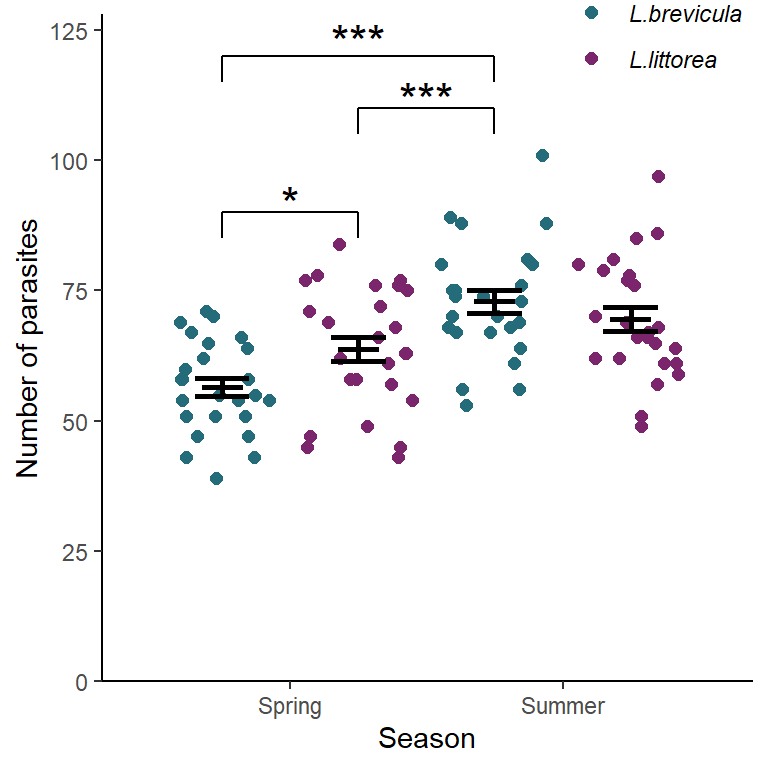 L.brevicula
L.littorea
125
100
75
50
25
0
***
***
*
Number of parasites
Spring
Summer
Season